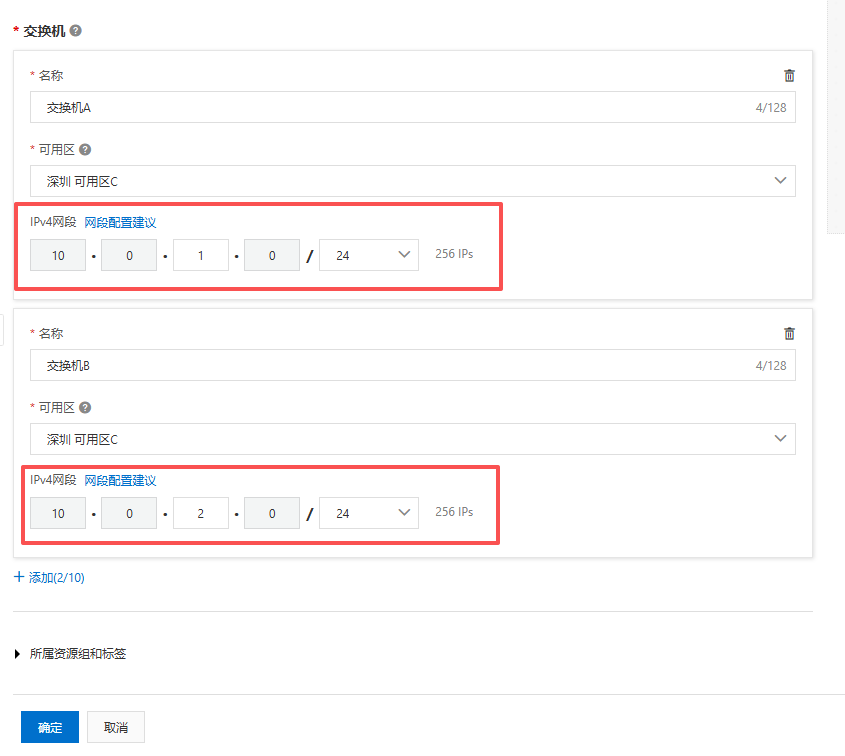 * 交换机
* 名称
交换机A 4/128
* 可用区
深圳 可用区C
IPv4网段 网段配置建议
10 · 0 · 1 · 0 / 24 256 IPs
* 名称
交换机B 4/128
* 可用区
深圳 可用区C
IPv4网段 网段配置建议
10 · 0 · 2 · 0 / 24 256 IPs
+ 添加(2/10)
所属资源组和标签
确定 取消